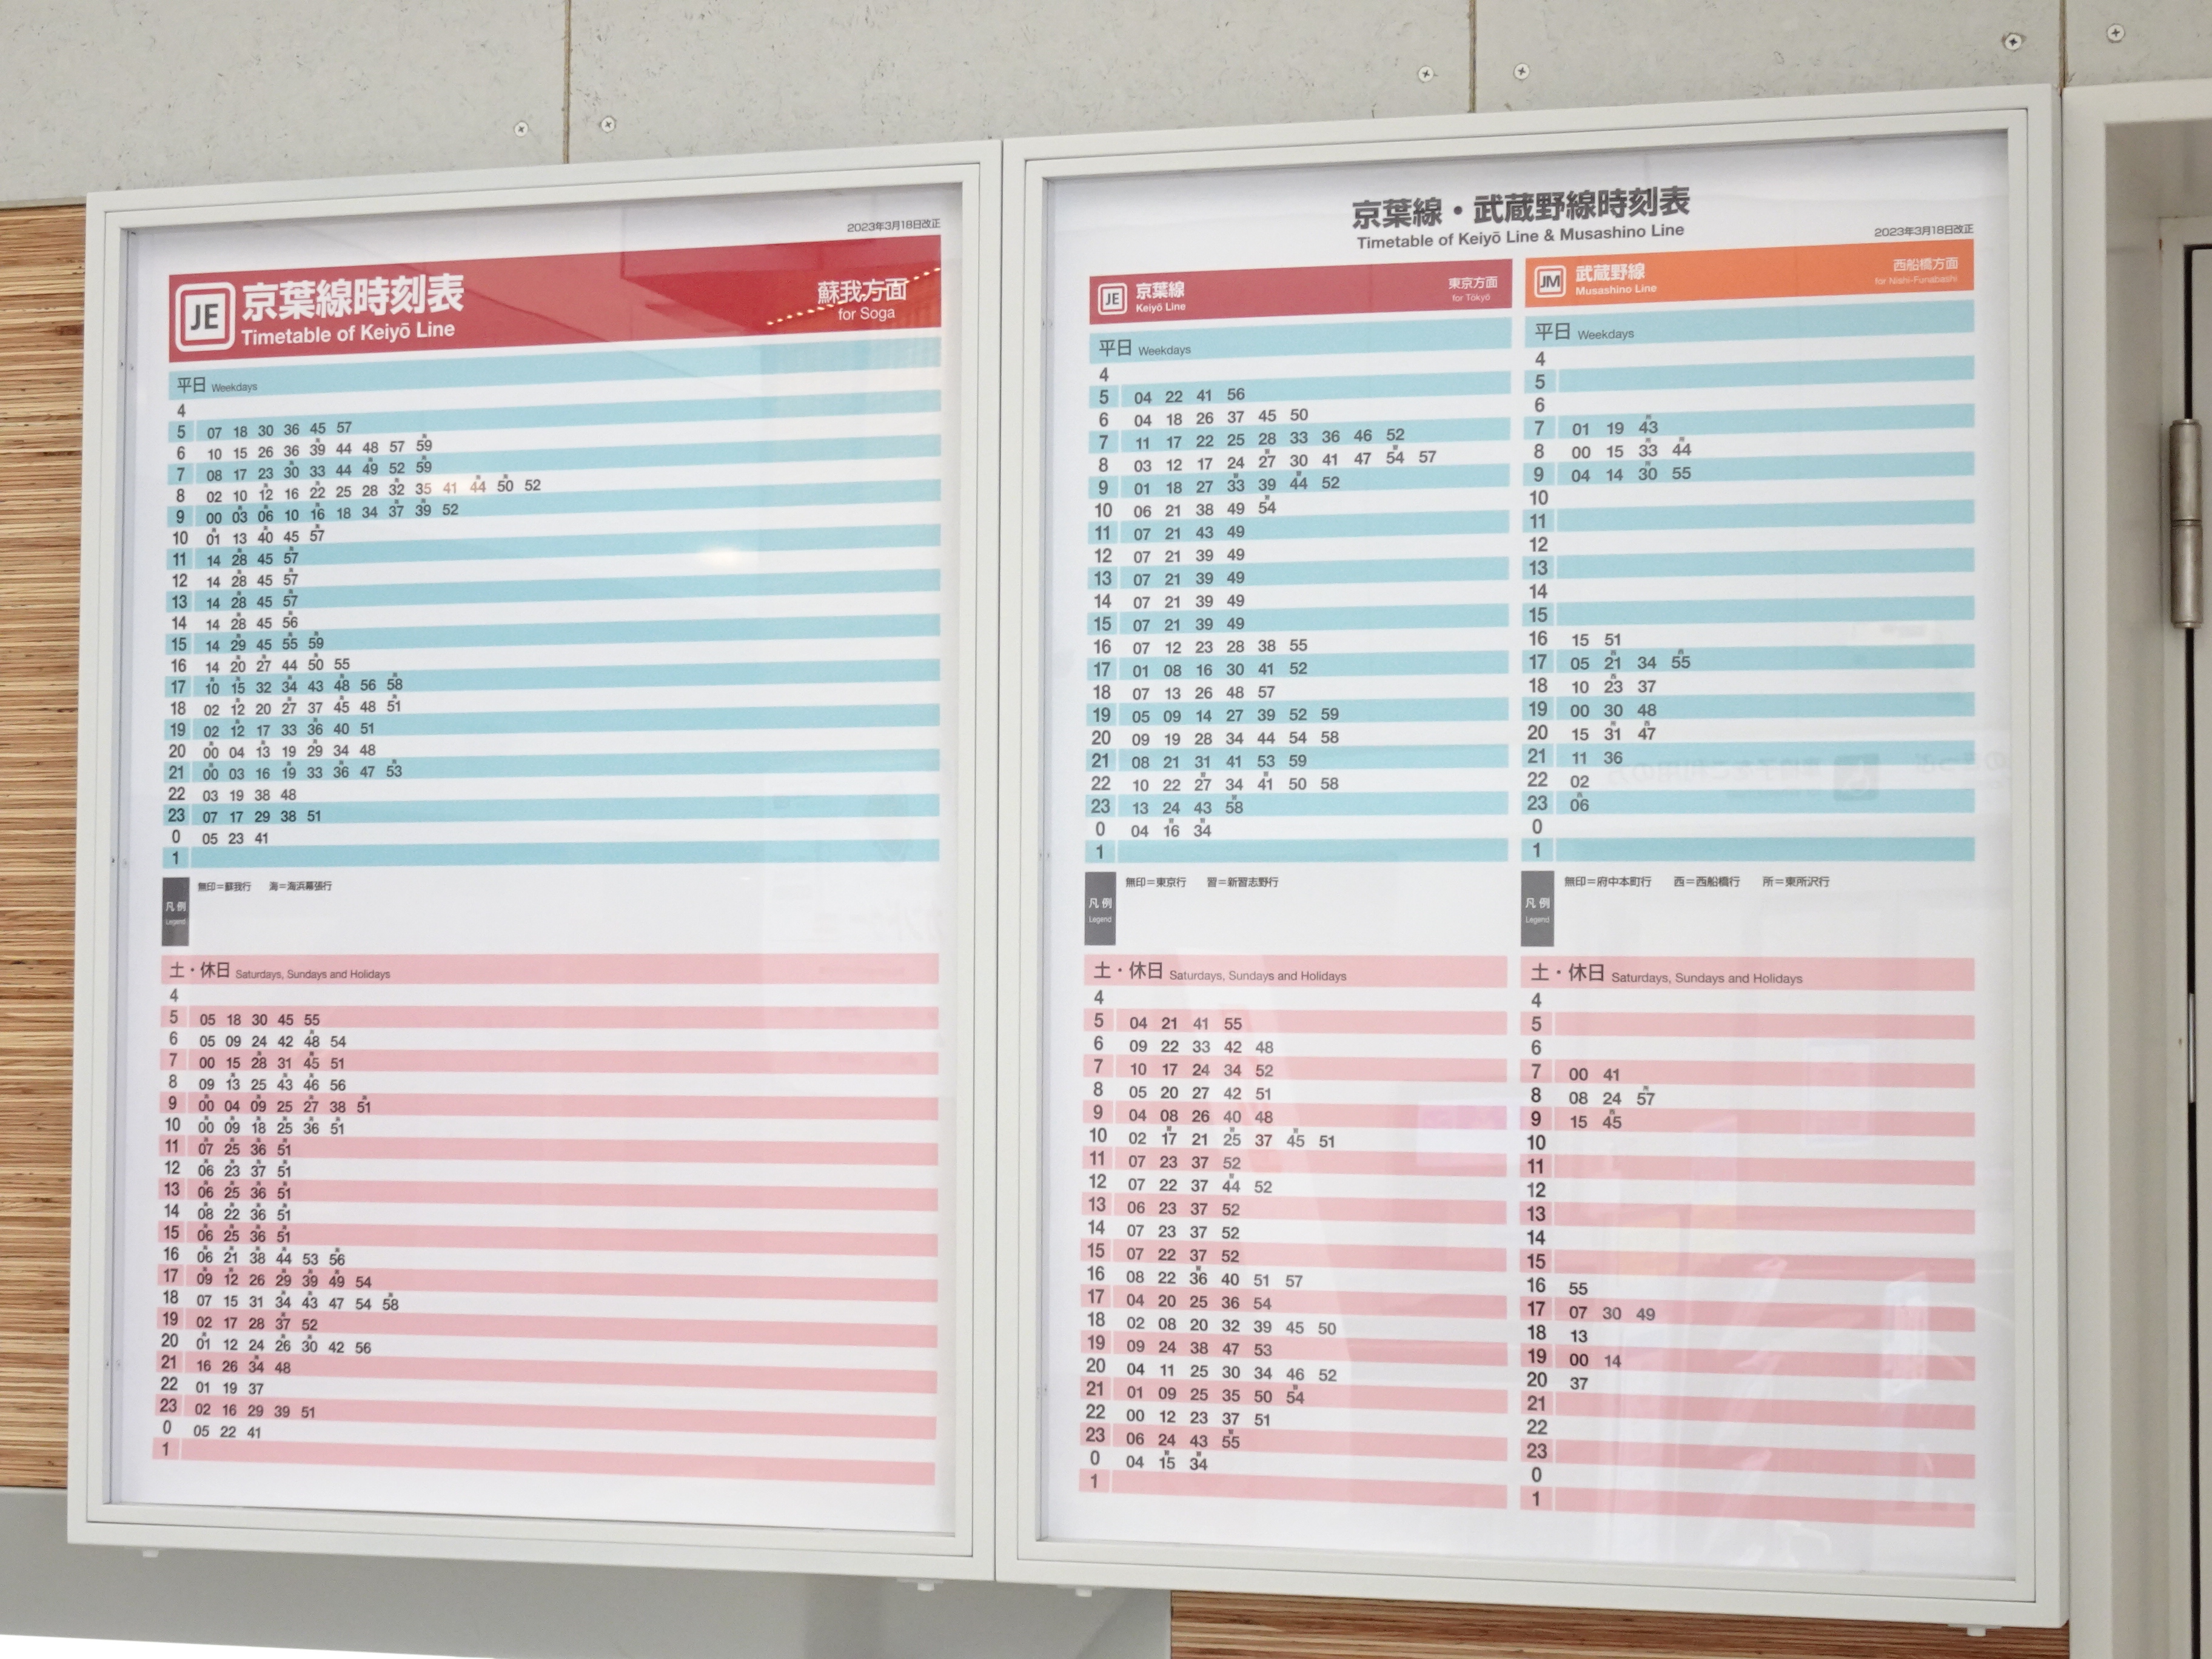 2023年3月18日改正
JE 京葉線時刻表 蘇我方面
Timetable of Keiyō Line for Soga
平日 Weekdays
4
5 07 18 30 36 45 57
6 10 15 26 36 39 44 48 57 59
7 08 17 23 30 33 44 49 52 59
8 02 10 12 16 22 25 28 32 35 41 44 50 52
9 00 03 06 10 16 18 34 37 39 52
10 01 13 40 45 57
11 14 28 45 57
12 14 28 45 57
13 14 28 45 57
14 14 28 45 56
15 14 29 45 55 59
16 14 20 27 44 50 55
17 10 15 32 34 43 48 56 58
18 02 12 20 27 37 45 48 51
19 02 12 17 33 36 40 51
20 00 04 13 19 29 34 48
21 00 03 16 19 33 36 47 53
22 03 19 38 48
23 07 17 29 38 51
0 05 23 41
1
凡例 無印=蘇我行 海=海浜幕張行
Legend
土・休日 Saturdays, Sundays and Holidays
4
5 05 18 30 45 55
6 05 09 24 42 48 54
7 00 15 28 31 45 51
8 09 13 25 43 46 56
9 00 04 09 25 27 38 51
10 00 09 18 25 36 51
11 07 25 36 51
12 06 23 37 51
13 06 25 36 51
14 08 22 36 51
15 06 25 36 51
16 06 21 38 44 53 56
17 09 12 26 29 39 49 54
18 07 15 31 34 43 47 54 58
19 02 17 28 37 52
20 01 12 24 26 30 42 56
21 16 26 34 48
22 01 19 37
23 02 16 29 39 51
0 05 22 41
1
京葉線・武蔵野線時刻表
Timetable of Keiyō Line & Musashino Line
2023年3月18日改正
JE 京葉線 東京方面
Keiyō Line for Tōkyō
平日 Weekdays
4
5 04 22 41 56
6 04 18 26 37 45 50
7 11 17 22 25 28 33 36 46 52
8 03 12 17 24 27 30 41 47 54 57
9 01 18 27 33 39 44 52
10 06 21 38 49 54
11 07 21 43 49
12 07 21 39 49
13 07 21 39 49
14 07 21 39 49
15 07 21 39 49
16 07 12 23 28 38 55
17 01 08 16 30 41 52
18 07 13 26 48 57
19 05 09 14 27 39 52 59
20 09 19 28 34 44 54 58
21 08 21 31 41 53 59
22 10 22 27 34 41 50 58
23 13 24 43 58
0 04 16 34
1
凡例 無印=東京行 習=新習志野行
Legend
土・休日 Saturdays, Sundays and Holidays
4
5 04 21 41 55
6 09 22 33 42 48
7 10 17 24 34 52
8 05 20 27 42 51
9 04 08 26 40 48
10 02 17 21 25 37 45 51
11 07 23 37 52
12 07 22 37 44 52
13 06 23 37 52
14 07 23 37 52
15 07 22 37 52
16 08 22 36 40 51 57
17 04 20 25 36 54
18 02 08 20 32 39 45 50
19 09 24 38 47 53
20 04 11 25 30 34 46 52
21 01 09 25 35 50 54
22 00 12 23 37 51
23 06 24 43 55
0 04 15 34
1
JM 武蔵野線 西船橋方面
Musashino Line for Nishi-Funabashi
平日 Weekdays
4
5
6
7 01 19 43
8 00 15 33 44
9 04 14 30 55
10
11
12
13
14
15
16 15 51
17 05 21 34 55
18 10 23 37
19 00 30 48
20 15 31 47
21 11 36
22 02
23 06
0
1
凡例 無印=府中本町行 西=西船橋行 所=東所沢行
Legend
土・休日 Saturdays, Sundays and Holidays
4
5
6
7 00 41
8 08 24 57
9 15 45
10
11
12
13
14
15
16 55
17 07 30 49
18 13
19 00 14
20 37
21
22
23
0
1